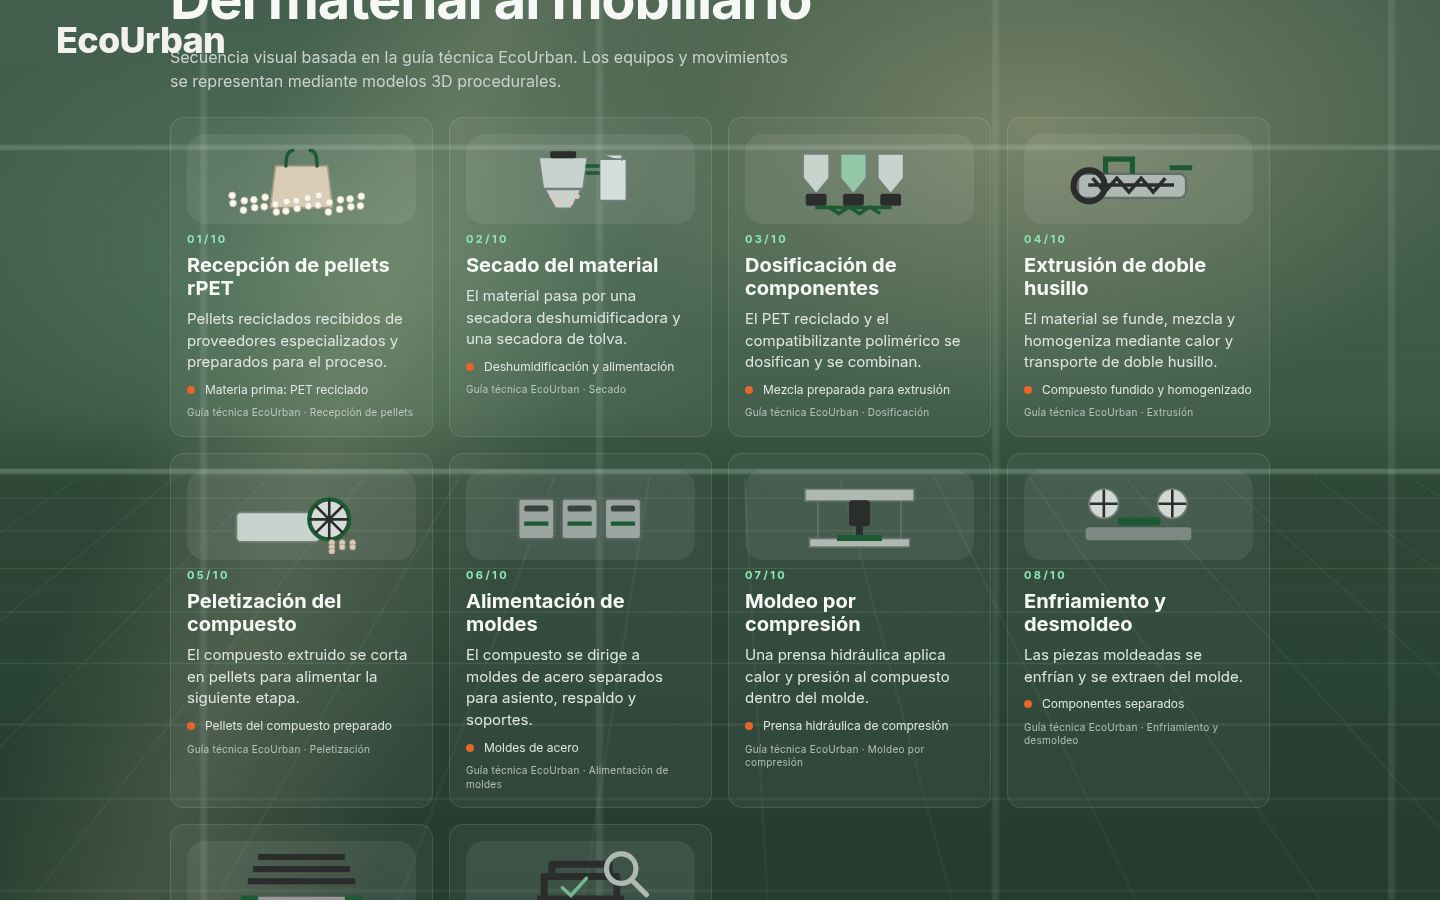 Del material al mobiliario
EcoUrban
Secuencia visual basada en la guía técnica EcoUrban. Los equipos y movimientos
se representan mediante modelos 3D procedurales.
01/10
Recepción de pellets
rPET
Pellets reciclados recibidos de
proveedores especializados y
preparados para el proceso.
Materia prima: PET reciclado
Guía técnica EcoUrban · Recepción de pellets
02/10
Secado del material
El material pasa por una
secadora deshumidificadora y
una secadora de tolva.
Deshumidificación y alimentación
Guía técnica EcoUrban · Secado
03/10
Dosificación de
componentes
El PET reciclado y el
compatibilizante polimérico se
dosifican y se combinan.
Mezcla preparada para extrusión
Guía técnica EcoUrban · Dosificación
04/10
Extrusión de doble
husillo
El material se funde, mezcla y
homogeniza mediante calor y
transporte de doble husillo.
Compuesto fundido y homogenizado
Guía técnica EcoUrban · Extrusión
05/10
Peletización del
compuesto
El compuesto extruido se corta
en pellets para alimentar la
siguiente etapa.
Pellets del compuesto preparado
Guía técnica EcoUrban · Peletización
06/10
Alimentación de
moldes
El compuesto se dirige a
moldes de acero separados
para asiento, respaldo y
soportes.
Moldes de acero
Guía técnica EcoUrban · Alimentación de
moldes
07/10
Moldeo por
compresión
Una prensa hidráulica aplica
calor y presión al compuesto
dentro del molde.
Prensa hidráulica de compresión
Guía técnica EcoUrban · Moldeo por
compresión
08/10
Enfriamiento y
desmoldeo
Las piezas moldeadas se
enfrían y se extraen del molde.
Componentes separados
Guía técnica EcoUrban · Enfriamiento y
desmoldeo